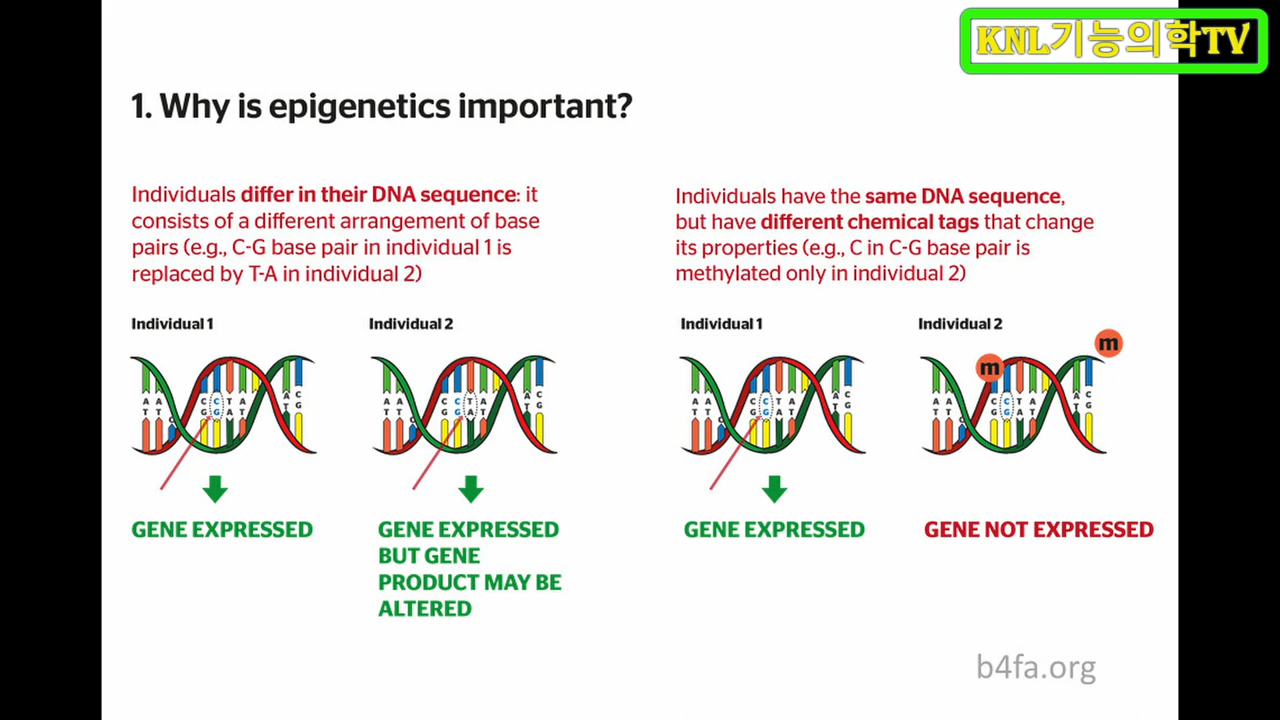 KNL기능의학TV
1. Why is epigenetics important?
Individuals differ in their DNA sequence: it
consists of a different arrangement of base
pairs (e.g., C-G base pair in individual 1 is
replaced by T-A in individual 2)
Individual 1
Individual 2
GENE EXPRESSED
GENE EXPRESSED
BUT GENE
PRODUCT MAY BE
ALTERED
Individuals have the same DNA sequence,
but have different chemical tags that change
its properties (e.g., C in C-G base pair is
methylated only in individual 2)
Individual 1
Individual 2
m
m
GENE EXPRESSED
GENE NOT EXPRESSED
b4fa.org